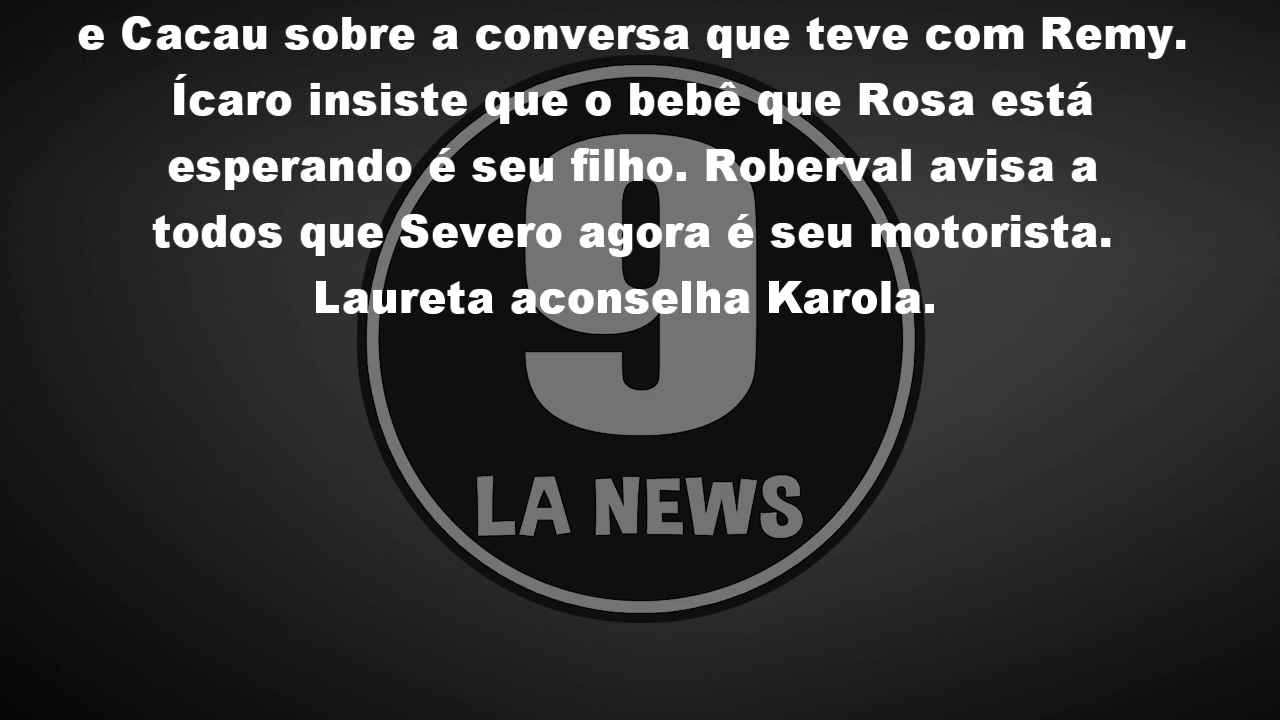 e Cacau sobre a conversa que teve com Remy.
Ícaro insiste que o bebê que Rosa está
esperando é seu filho. Roberval avisa a
todos que Severo agora é seu motorista.
Laureta aconselha Karola.
9
LA NEWS